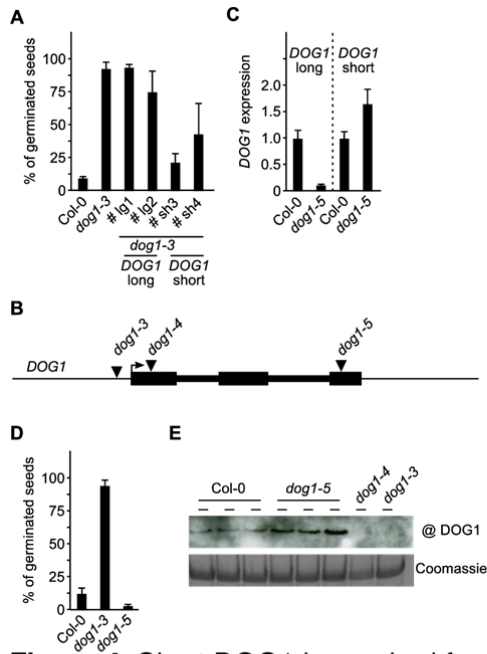 A
% of germinated seeds
100
75
50
25
0
Col-0
dog1-3
# lg1
# lg2
# sh3
# sh4
dog1-3
DOG1 DOG1
long short
C
DOG1 DOG1
long short
DOG1 expression
2.0
1.5
1.0
0.5
0
Col-0
dog1-5
Col-0
dog1-5
B
DOG1
dog1-3
dog1-4
dog1-5
D
% of germinated seeds
100
75
50
25
0
Col-0
dog1-3
dog1-5
E
Col-0 dog1-5 dog1-4 dog1-3
@ DOG1
Coomassie